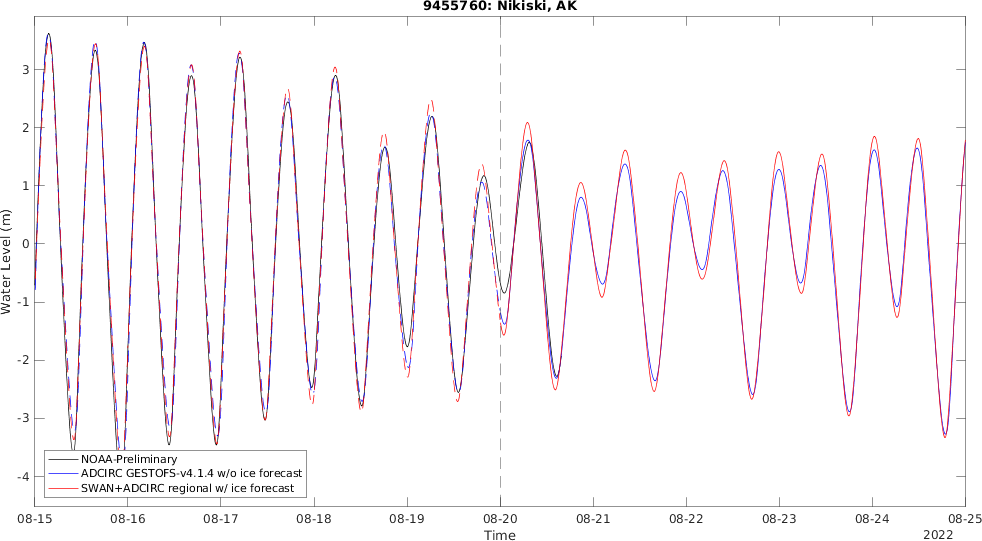 9455760: Nikiski, AK
Water Level (m)
3
2
1
0
-1
-2
-3
-4
NOAA-Preliminary
ADCIRC GESTOFS-v4.1.4 w/o ice forecast
SWAN+ADCIRC regional w/ ice forecast
08-15 08-16 08-17 08-18 08-19 08-20 08-21 08-22 08-23 08-24 08-25
Time
2022